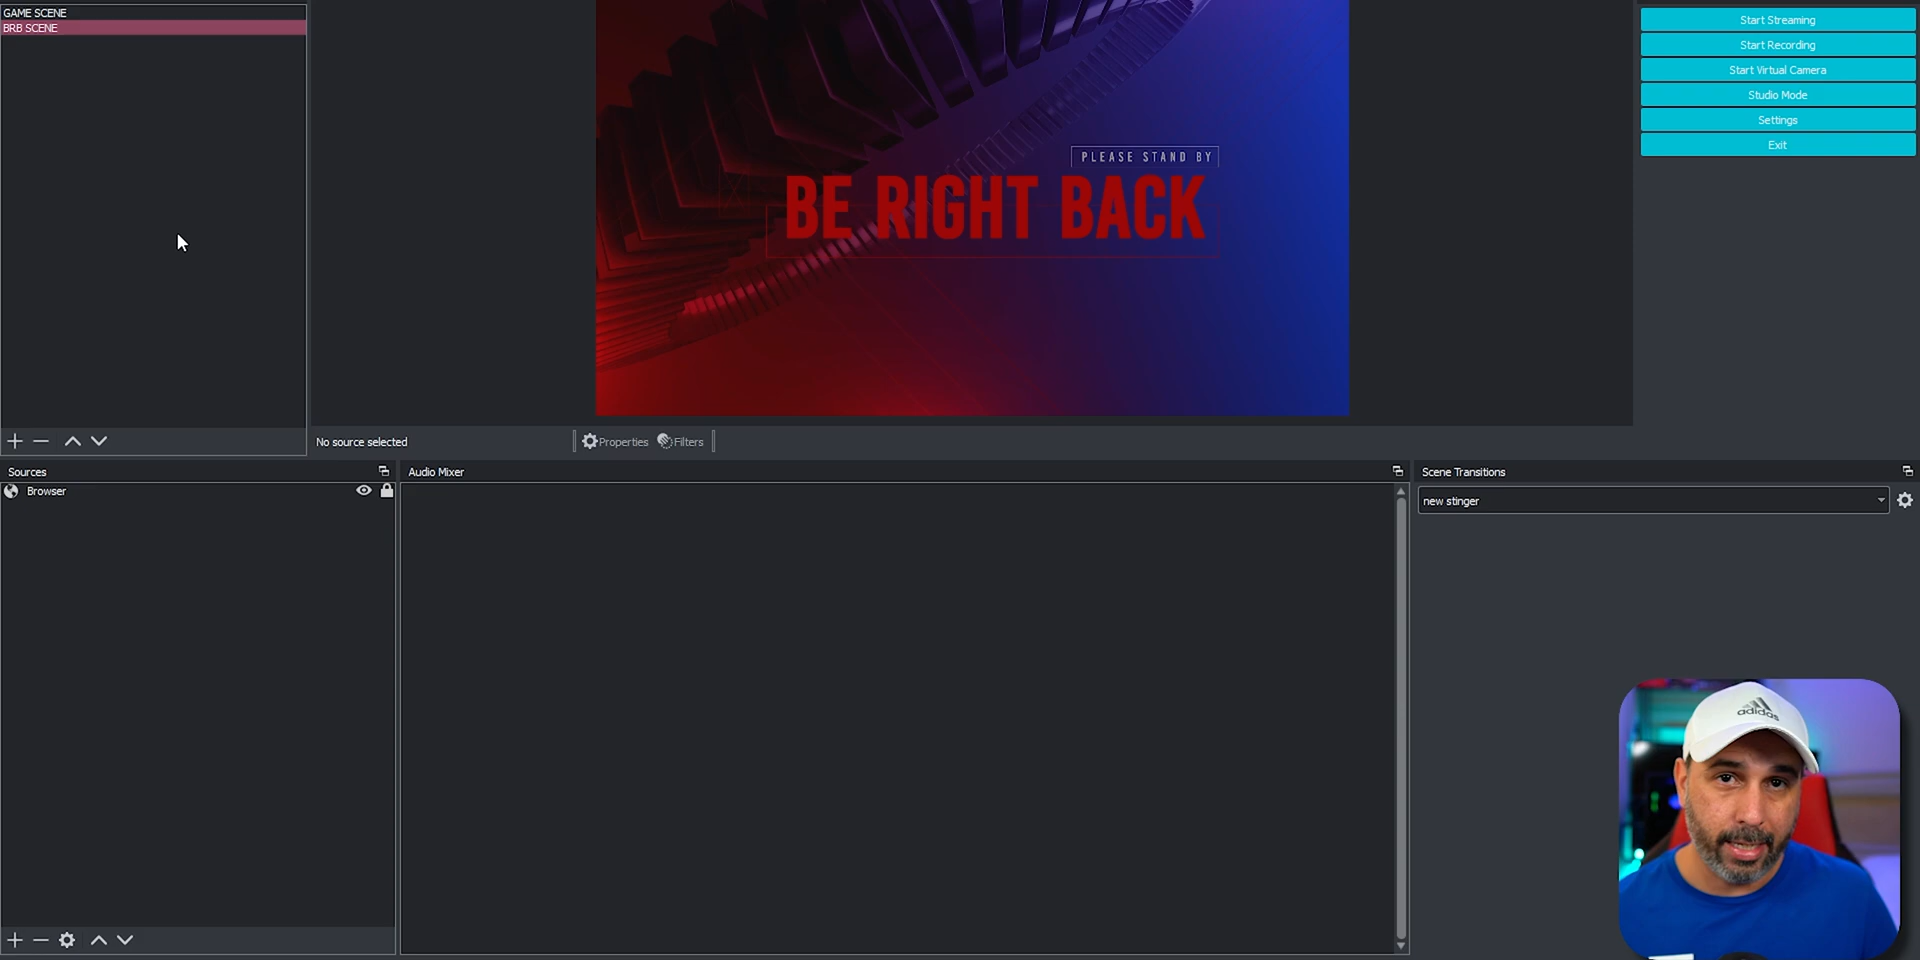 GAME SCENE
BRB SCENE
PLEASE STAND BY
BE RIGHT BACK
Start Streaming
Start Recording
Start Virtual Camera
Studio Mode
Settings
Exit
No source selected
Properties
Filters
Sources
Browser
Audio Mixer
Scene Transitions
new stinger
adidas